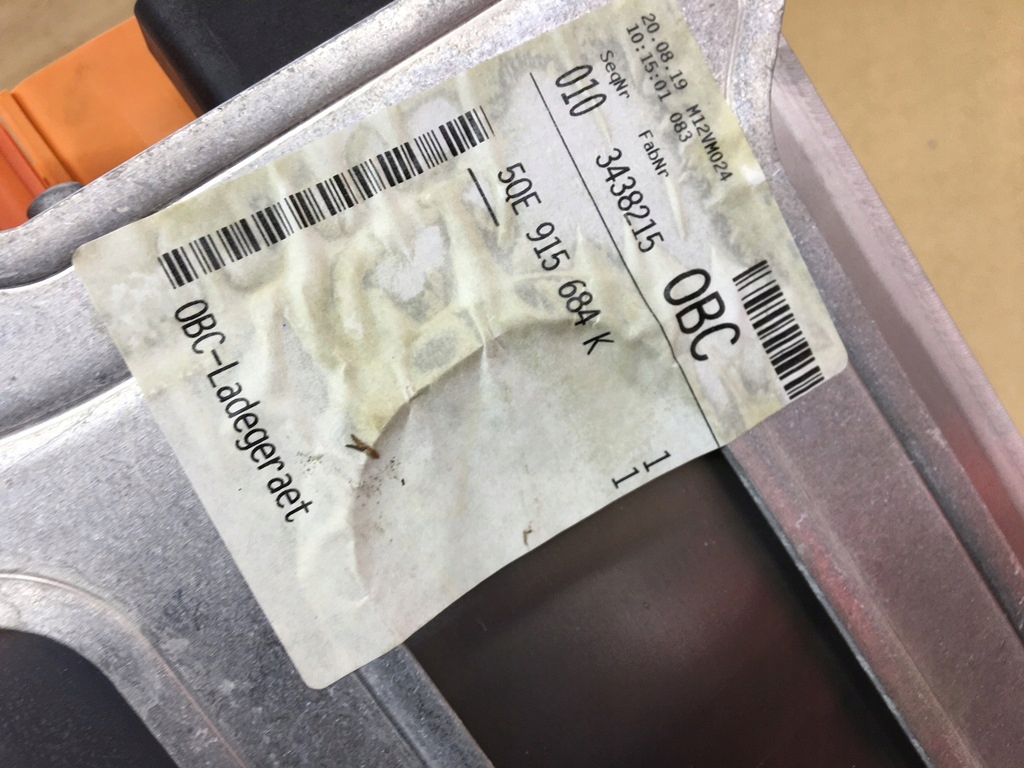 20.08.19 M12VM024
10:15:01 083
SeqNr FabNr
010 3438215 OBC
5QE 915 684 K
1
1
OBC-Ladegeraet